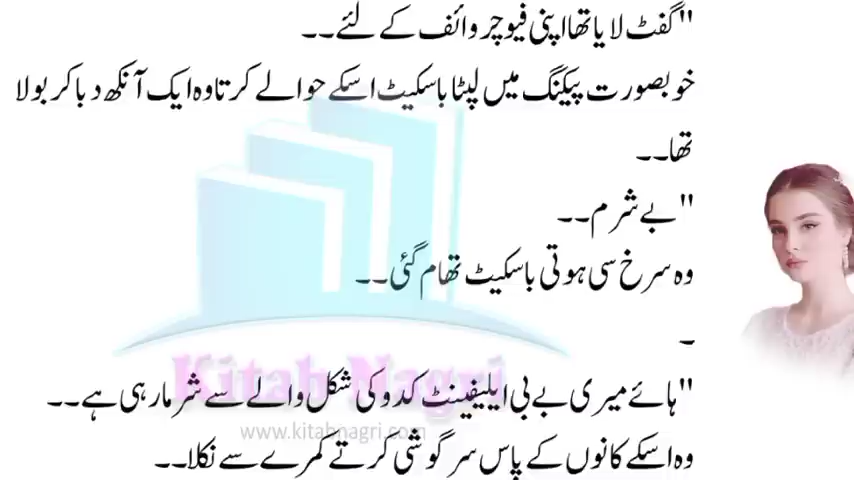 "گفٹ لایا تھا اپنی فیوچر وائف کے لئے۔۔
خوبصورت پیکنگ میں لپٹا باسکیٹ اسکے حوالے کرتا وہ ایک آنکھ دبا کر بولا
تھا۔۔
"بے شرم۔۔
وہ سرخ سی ہوتی باسکیٹ تھام گئی۔۔
۔
"ہائے میری بے بی ایلیفینٹ کدو کی شکل والے سے شرما رہی ہے۔۔
وہ اسکے کانوں کے پاس سرگوشی کرتے کمرے سے نکلا۔۔
Kitab Nagri
www.kitabnagri.com